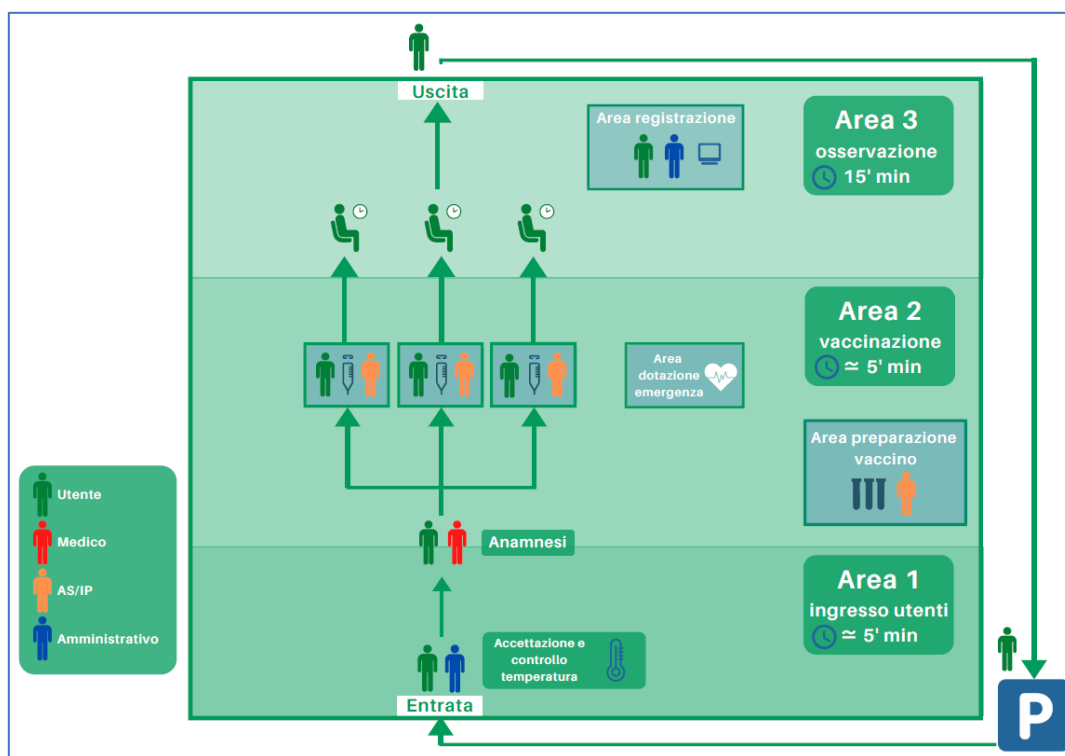 Uscita
Area registrazione
Area 3
osservazione
15' min
Area 2
vaccinazione
≃ 5' min
Area
dotazione
emergenza
Area preparazione
vaccino
Utente
Medico
AS/IP
Amministrativo
Anamnesi
Area 1
ingresso utenti
≃ 5' min
Accettazione e
controllo
temperatura
Entrata
P